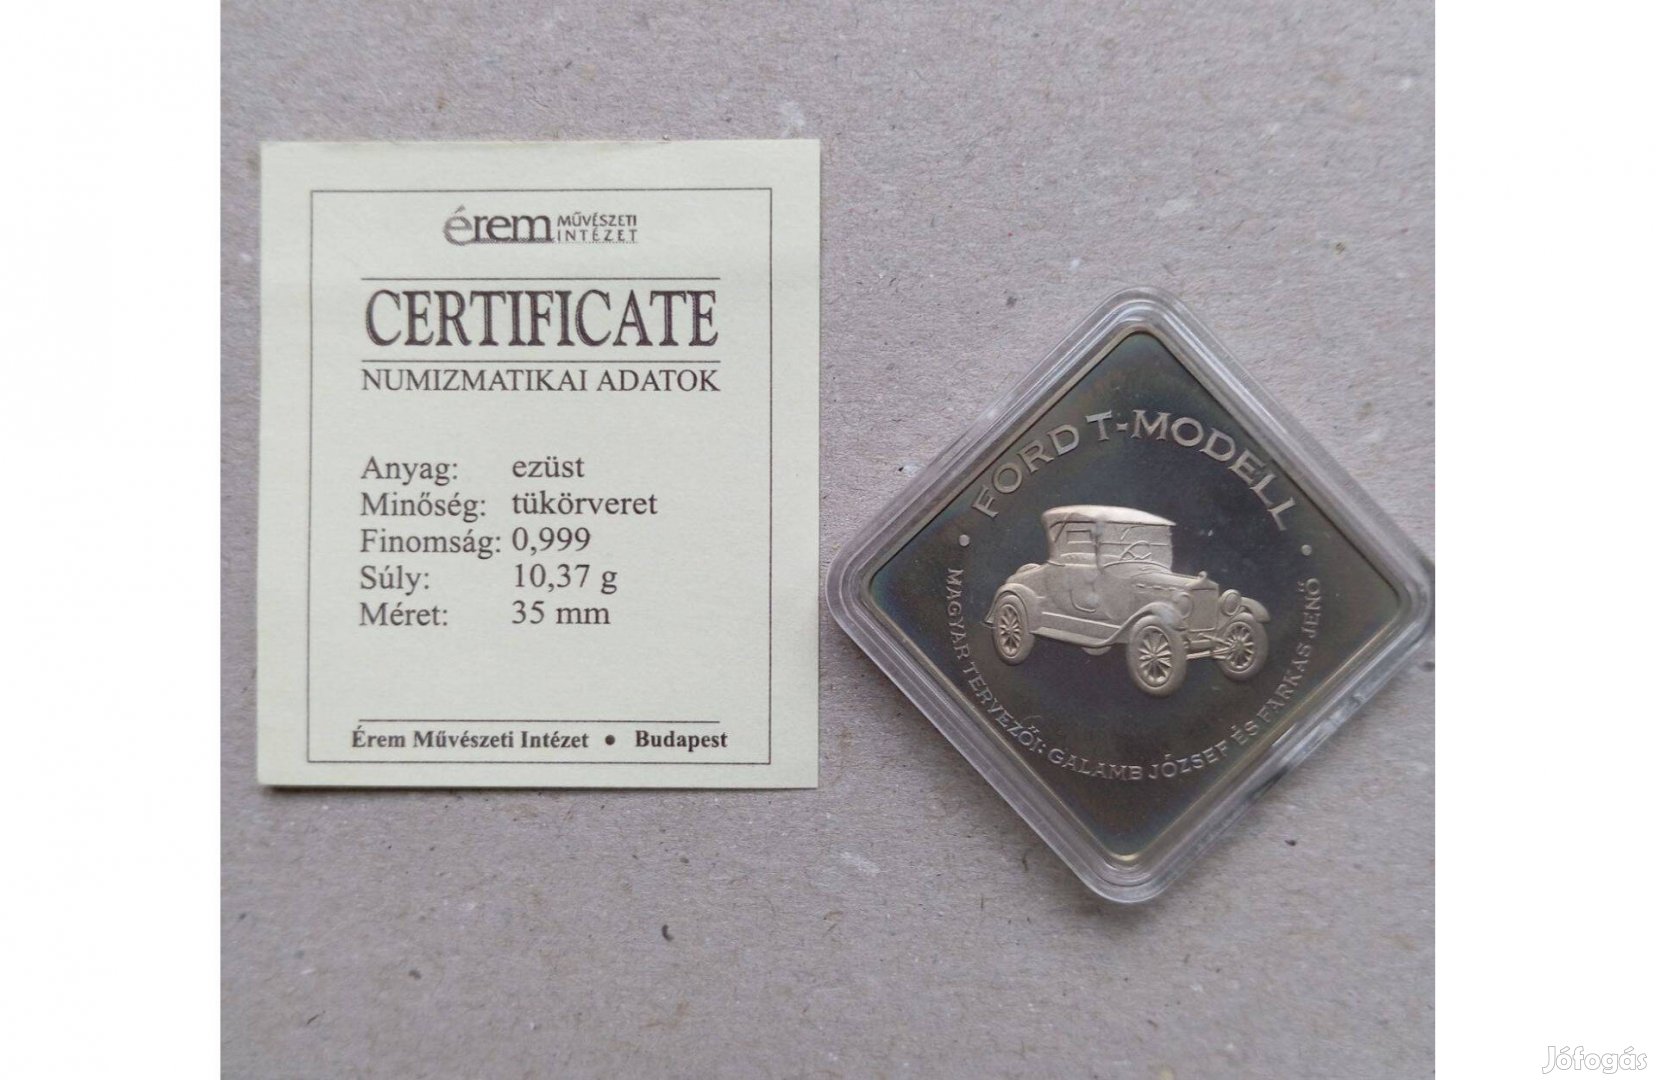 érem MŰVÉSZETI
INTÉZET
CERTIFICATE
NUMIZMATIKAI ADATOK
Anyag: ezüst
Minőség: tükörveret
Finomság: 0,999
Súly: 10,37 g
Méret: 35 mm
Érem Művészeti Intézet • Budapest
FORD T-MODELL
• MAGYAR TERVEZŐI: GALAMB JÓZSEF ÉS FARKAS JENŐ •
Jófogás